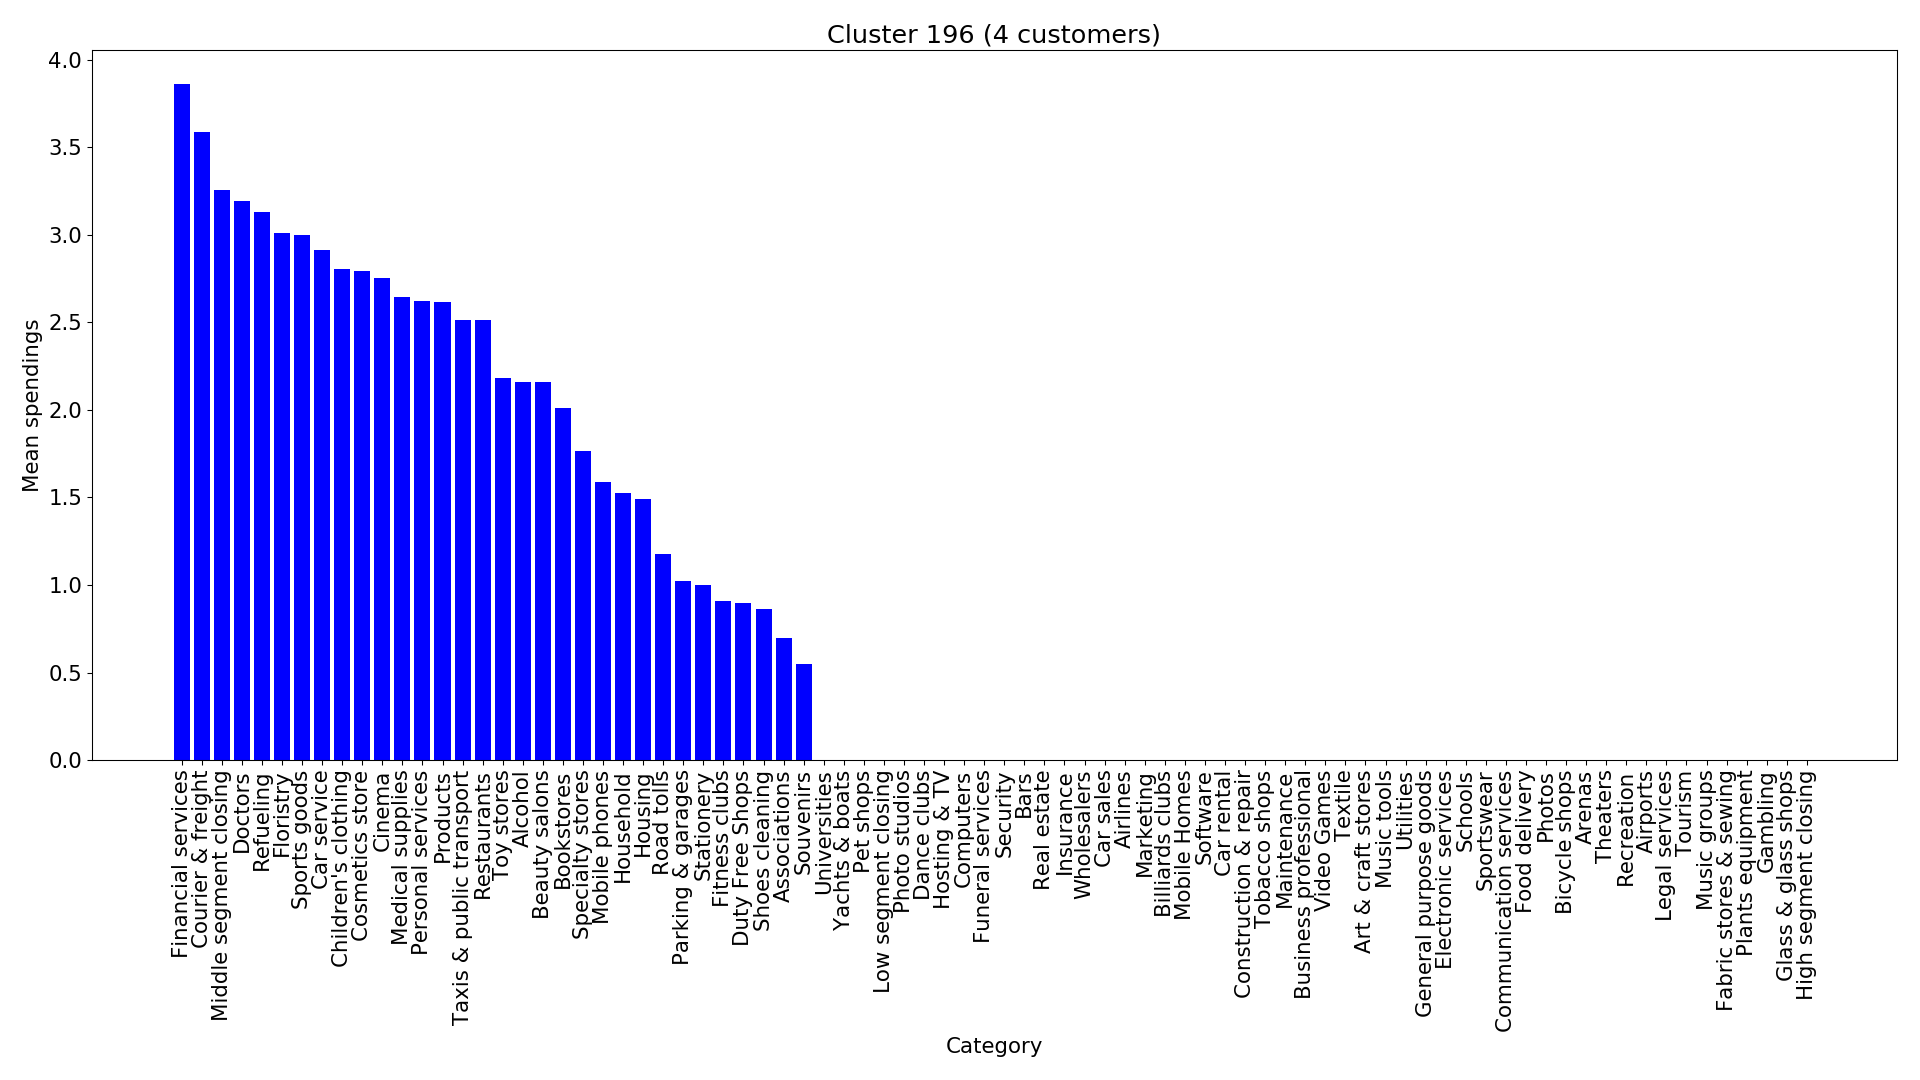 Cluster 196 (4 customers)
Mean spendings
4.0
3.5
3.0
2.5
2.0
1.5
1.0
0.5
0.0
Financial services
Courier & freight
Middle segment closing
Doctors
Refueling
Floristry
Sports goods
Car service
Children's clothing
Cosmetics store
Cinema
Medical supplies
Personal services
Products
Taxis & public transport
Restaurants
Toy stores
Alcohol
Beauty salons
Bookstores
Specialty stores
Mobile phones
Household
Housing
Road tolls
Parking & garages
Stationery
Fitness clubs
Duty Free Shops
Shoes cleaning
Associations
Souvenirs
Universities
Yachts & boats
Pet shops
Low segment closing
Photo studios
Dance clubs
Hosting & TV
Computers
Funeral services
Security
Bars
Real estate
Insurance
Wholesalers
Car sales
Airlines
Marketing
Billiards clubs
Mobile Homes
Software
Car rental
Construction & repair
Tobacco shops
Maintenance
Business professional
Video Games
Textile
Art & craft stores
Music tools
Utilities
General purpose goods
Electronic services
Schools
Sportswear
Communication services
Food delivery
Photos
Bicycle shops
Arenas
Theaters
Recreation
Airports
Legal services
Tourism
Music groups
Fabric stores & sewing
Plants equipment
Gambling
Glass & glass shops
High segment closing
Category